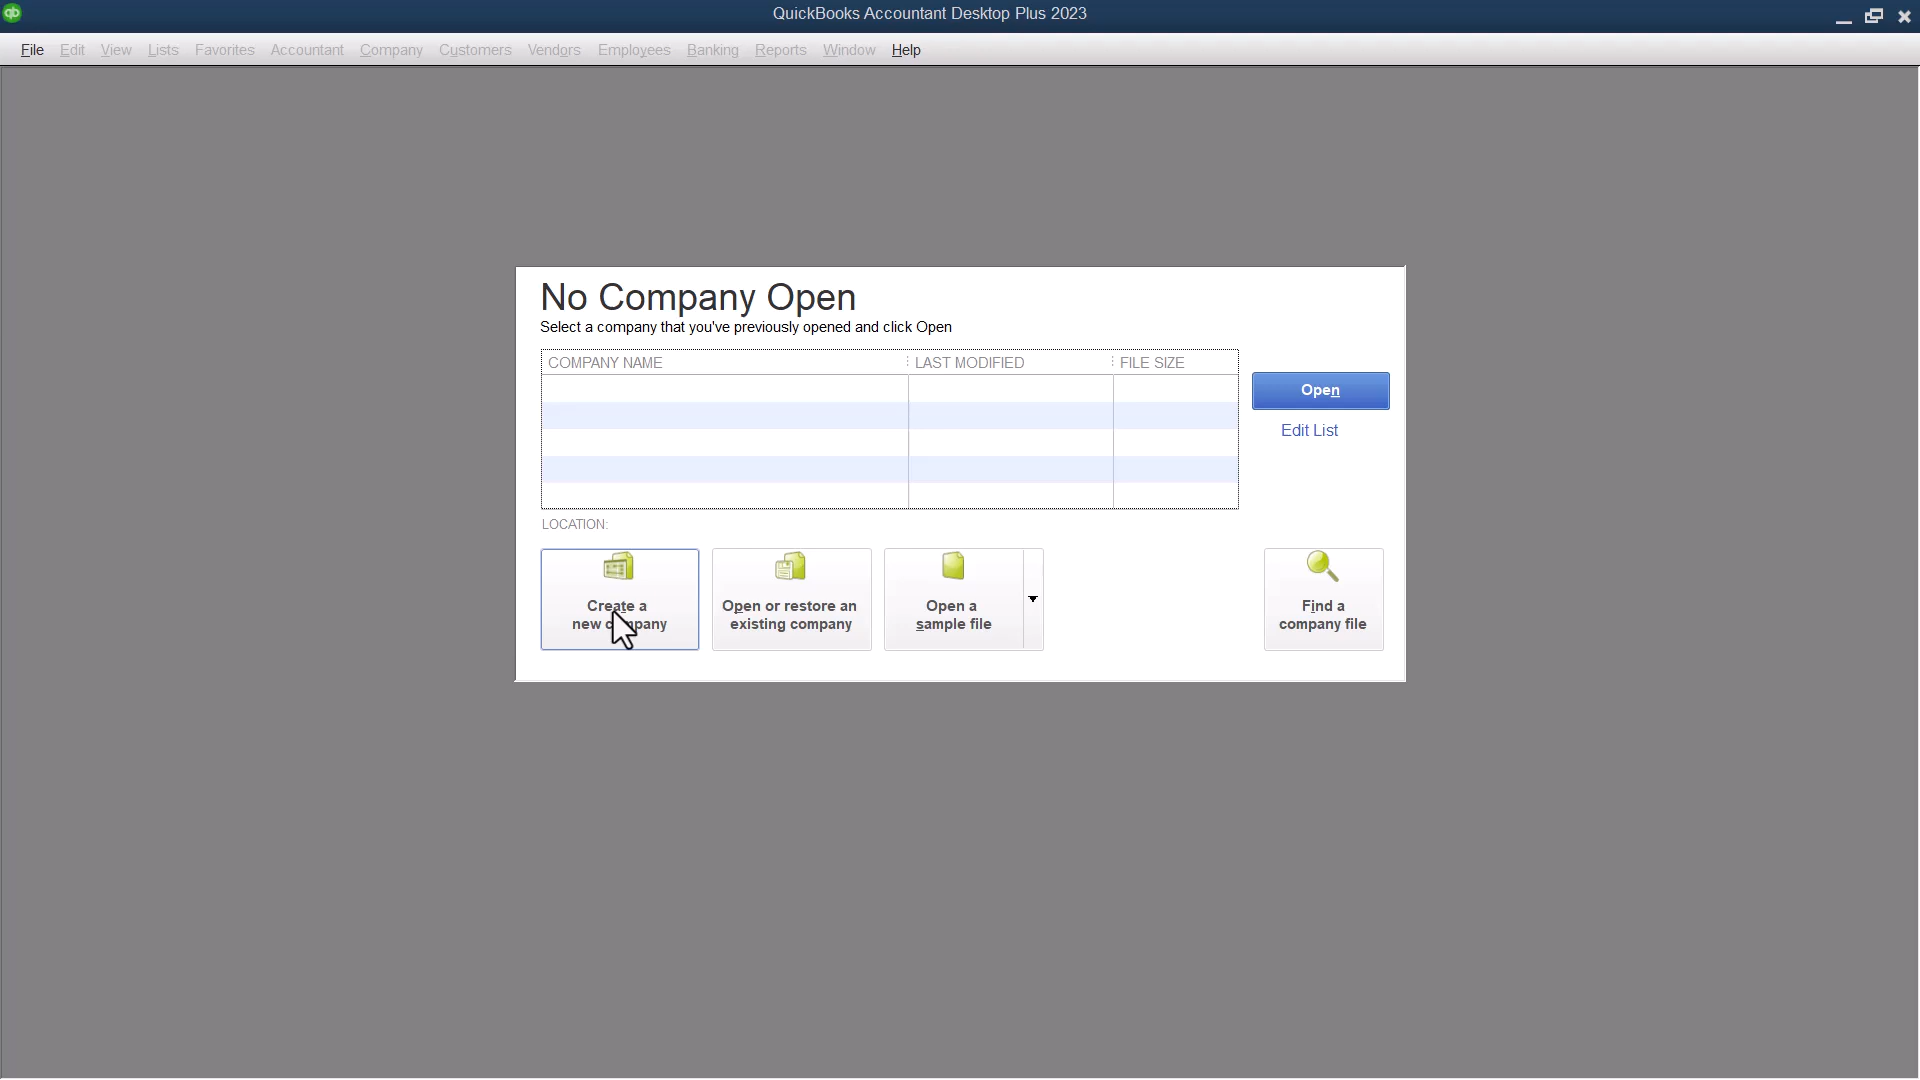 QuickBooks Accountant Desktop Plus 2023
File Edit View Lists Favorites Accountant Company Customers Vendors Employees Banking Reports Window Help
No Company Open
Select a company that you've previously opened and click Open
COMPANY NAME LAST MODIFIED FILE SIZE
Open
Edit List
LOCATION:
Create a
new company
Open or restore an
existing company
Open a
sample file
Find a
company file